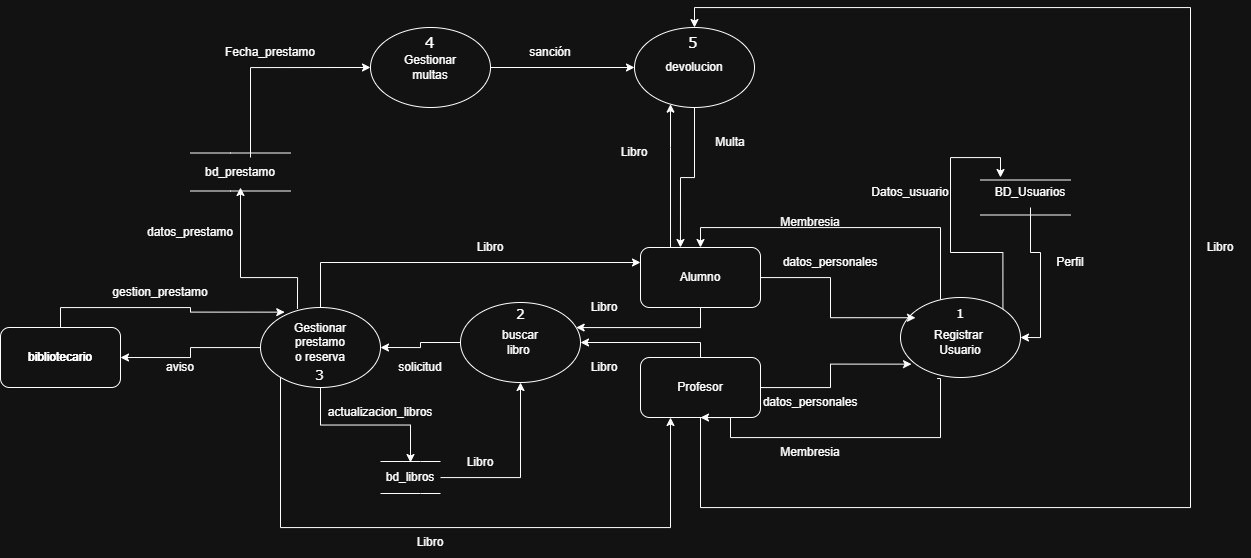 4
Gestionar
multas
5
devolucion
Fecha_prestamo
sanción
Multa
Libro
bd_prestamo
Datos_usuario
BD_Usuarios
Membresia
datos_prestamo
Libro
Libro
Perfil
datos_personales
Alumno
gestion_prestamo
Libro
2
buscar
libro
1
Registrar
Usuario
Gestionar
prestamo
o reserva
3
bibliotecario
aviso
solicitud
Libro
Profesor
datos_personales
actualizacion_libros
Membresia
Libro
bd_libros
Libro